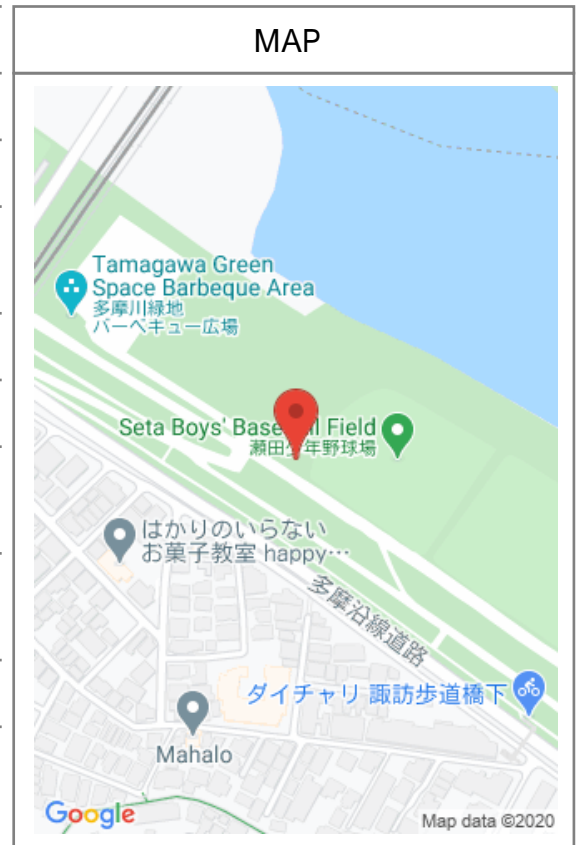 MAP
Tamagawa Green
Space Barbeque Area
多摩川緑地
バーベキュー広場
Seta Boys' Baseball Field
瀬田少年野球場
はかりのいらない
お菓子教室 happy…
多摩沿線道路
ダイチャリ 諏訪歩道橋下
Mahalo
Google
Map data ©2020